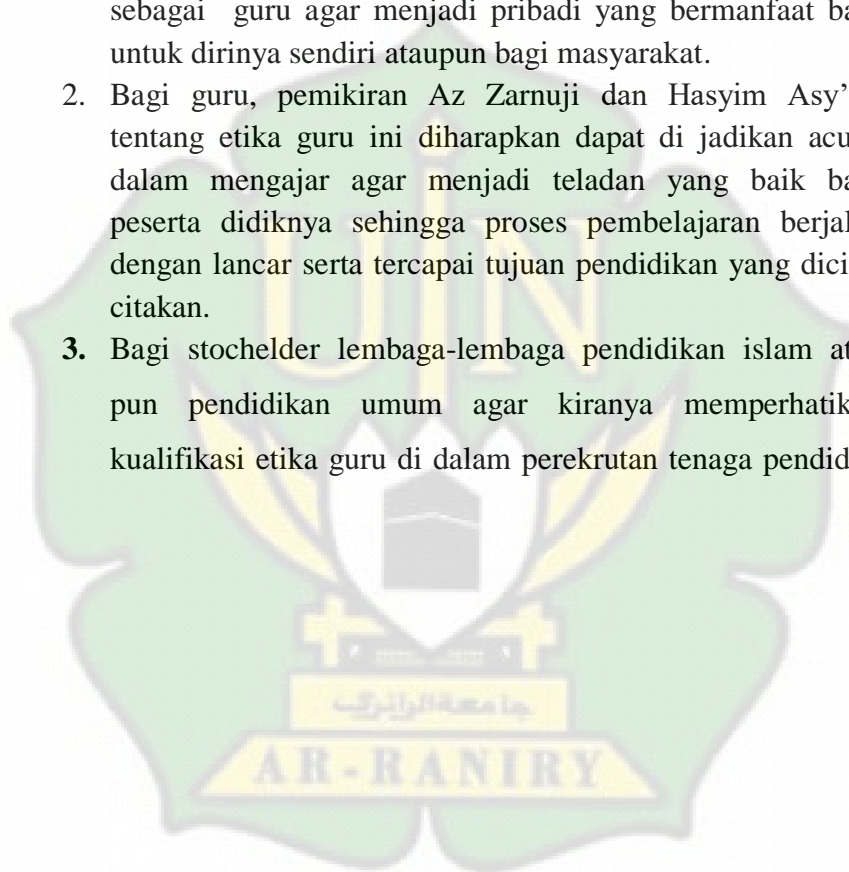 sebagai guru agar menjadi pribadi yang bermanfaat ba
untuk dirinya sendiri ataupun bagi masyarakat.
2. Bagi guru, pemikiran Az Zarnuji dan Hasyim Asy’
tentang etika guru ini diharapkan dapat di jadikan acu
dalam mengajar agar menjadi teladan yang baik ba
peserta didiknya sehingga proses pembelajaran berjal
dengan lancar serta tercapai tujuan pendidikan yang dici
citakan.
3. Bagi stochelder lembaga-lembaga pendidikan islam at
pun pendidikan umum agar kiranya memperhatik
kualifikasi etika guru di dalam perekrutan tenaga pendid
UIN
جامعة الرانري
AR-RANIRY